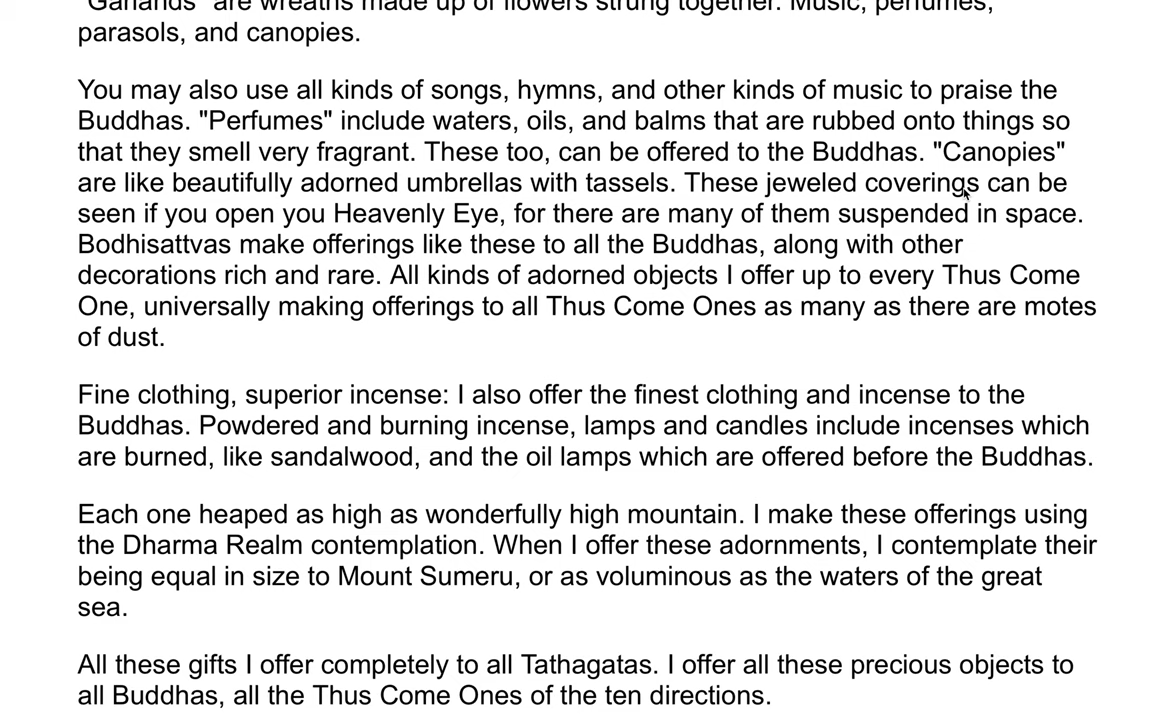 "Garlands" are wreaths made up of flowers strung together. Music, perfumes,
parasols, and canopies.
You may also use all kinds of songs, hymns, and other kinds of music to praise the
Buddhas. "Perfumes" include waters, oils, and balms that are rubbed onto things so
that they smell very fragrant. These too, can be offered to the Buddhas. "Canopies"
are like beautifully adorned umbrellas with tassels. These jeweled coverings can be
seen if you open you Heavenly Eye, for there are many of them suspended in space.
Bodhisattvas make offerings like these to all the Buddhas, along with other
decorations rich and rare. All kinds of adorned objects I offer up to every Thus Come
One, universally making offerings to all Thus Come Ones as many as there are motes
of dust.
Fine clothing, superior incense: I also offer the finest clothing and incense to the
Buddhas. Powdered and burning incense, lamps and candles include incenses which
are burned, like sandalwood, and the oil lamps which are offered before the Buddhas.
Each one heaped as high as wonderfully high mountain. I make these offerings using
the Dharma Realm contemplation. When I offer these adornments, I contemplate their
being equal in size to Mount Sumeru, or as voluminous as the waters of the great
sea.
All these gifts I offer completely to all Tathagatas. I offer all these precious objects to
all Buddhas, all the Thus Come Ones of the ten directions.